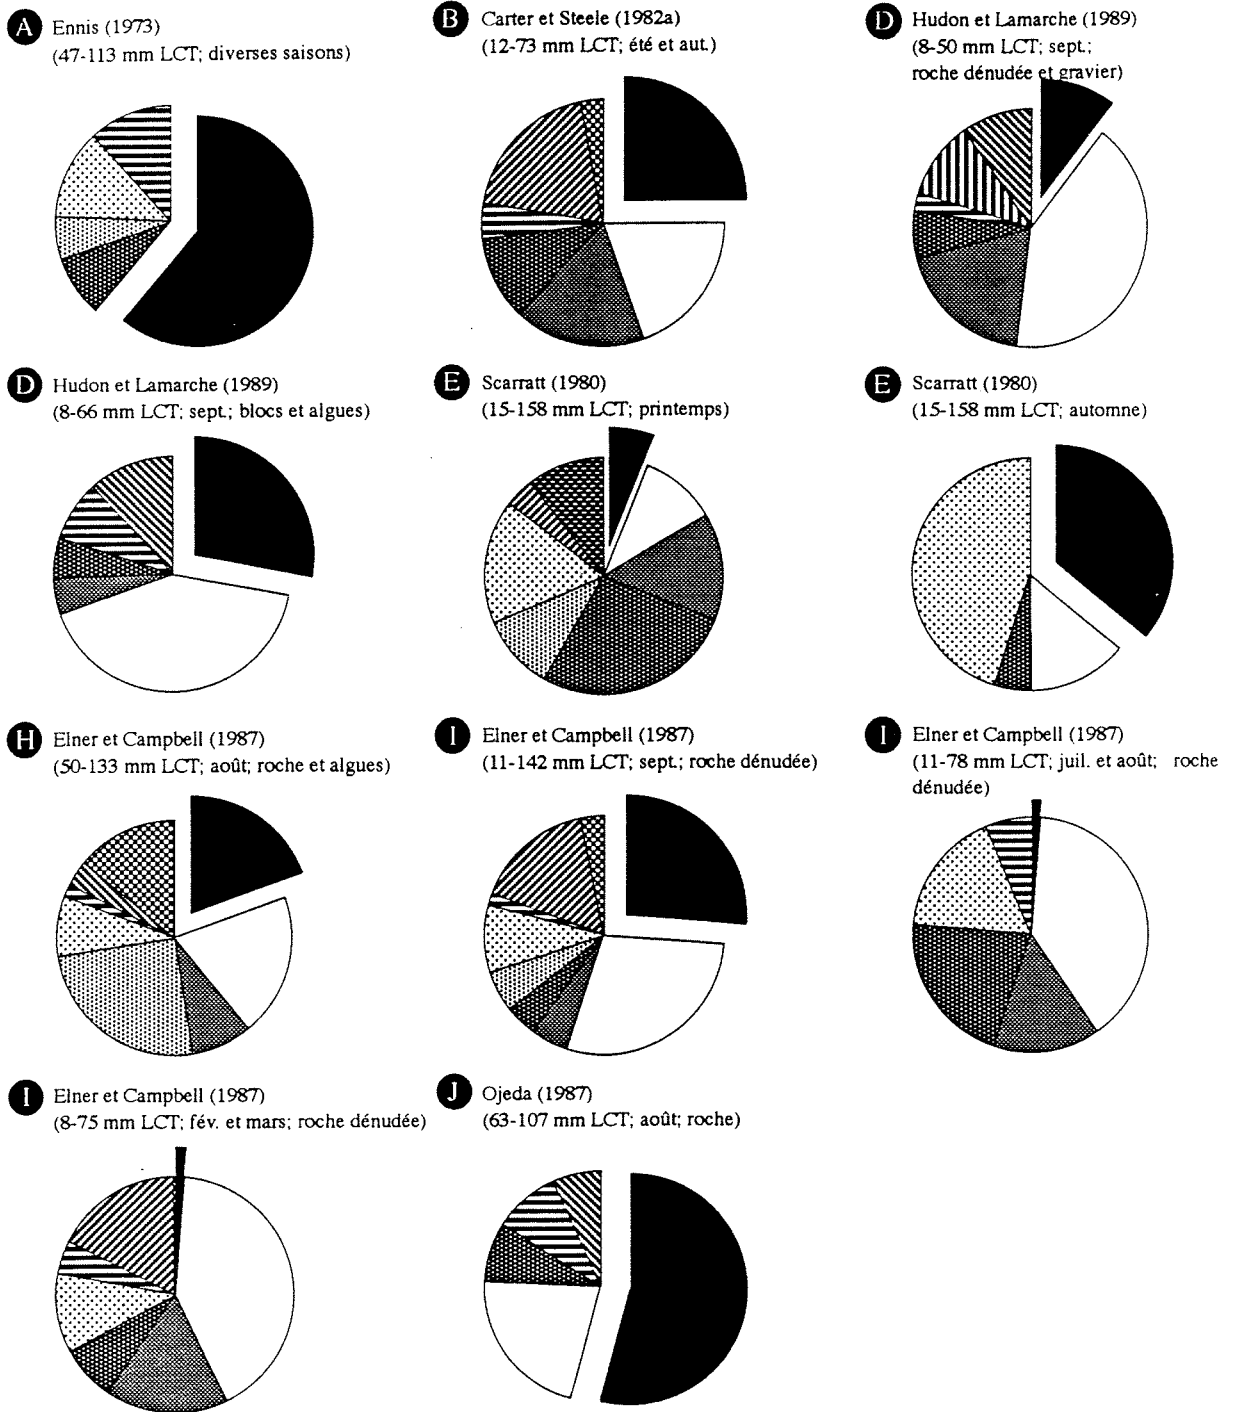 A Ennis (1973)
(47-113 mm LCT; diverses saisons)
B Carter et Steele (1982a)
(12-73 mm LCT; été et aut.)
D Hudon et Lamarche (1989)
(8-50 mm LCT; sept.;
roche dénudée et gravier)
D Hudon et Lamarche (1989)
(8-66 mm LCT; sept.; blocs et algues)
E Scarratt (1980)
(15-158 mm LCT; printemps)
E Scarratt (1980)
(15-158 mm LCT; automne)
H Elner et Campbell (1987)
(50-133 mm LCT; août; roche et algues)
I Elner et Campbell (1987)
(11-142 mm LCT; sept.; roche dénudée)
I Elner et Campbell (1987)
(11-78 mm LCT; juil. et août; roche
dénudée)
I Elner et Campbell (1987)
(8-75 mm LCT; fév. et mars; roche dénudée)
J Ojeda (1987)
(63-107 mm LCT; août; roche)